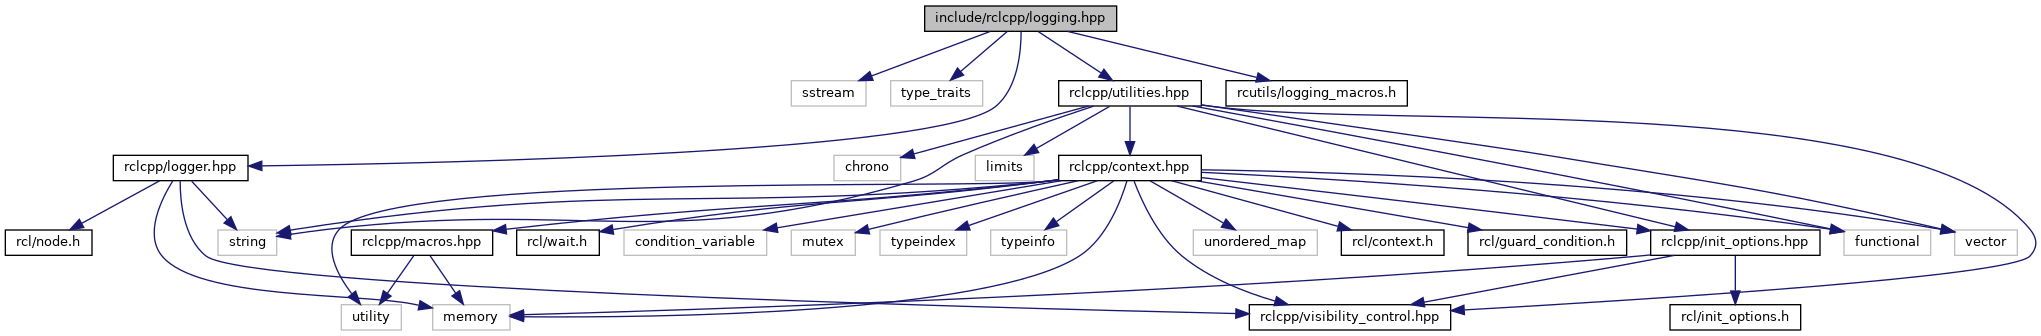 include/rclcpp/logging.hpp
sstream
type_traits
rclcpp/utilities.hpp
rcutils/logging_macros.h
rclcpp/logger.hpp
chrono
limits
rclcpp/context.hpp
rcl/node.h
string
rclcpp/macros.hpp
rcl/wait.h
condition_variable
mutex
typeindex
typeinfo
unordered_map
rcl/context.h
rcl/guard_condition.h
rclcpp/init_options.hpp
functional
vector
utility
memory
rclcpp/visibility_control.hpp
rcl/init_options.h